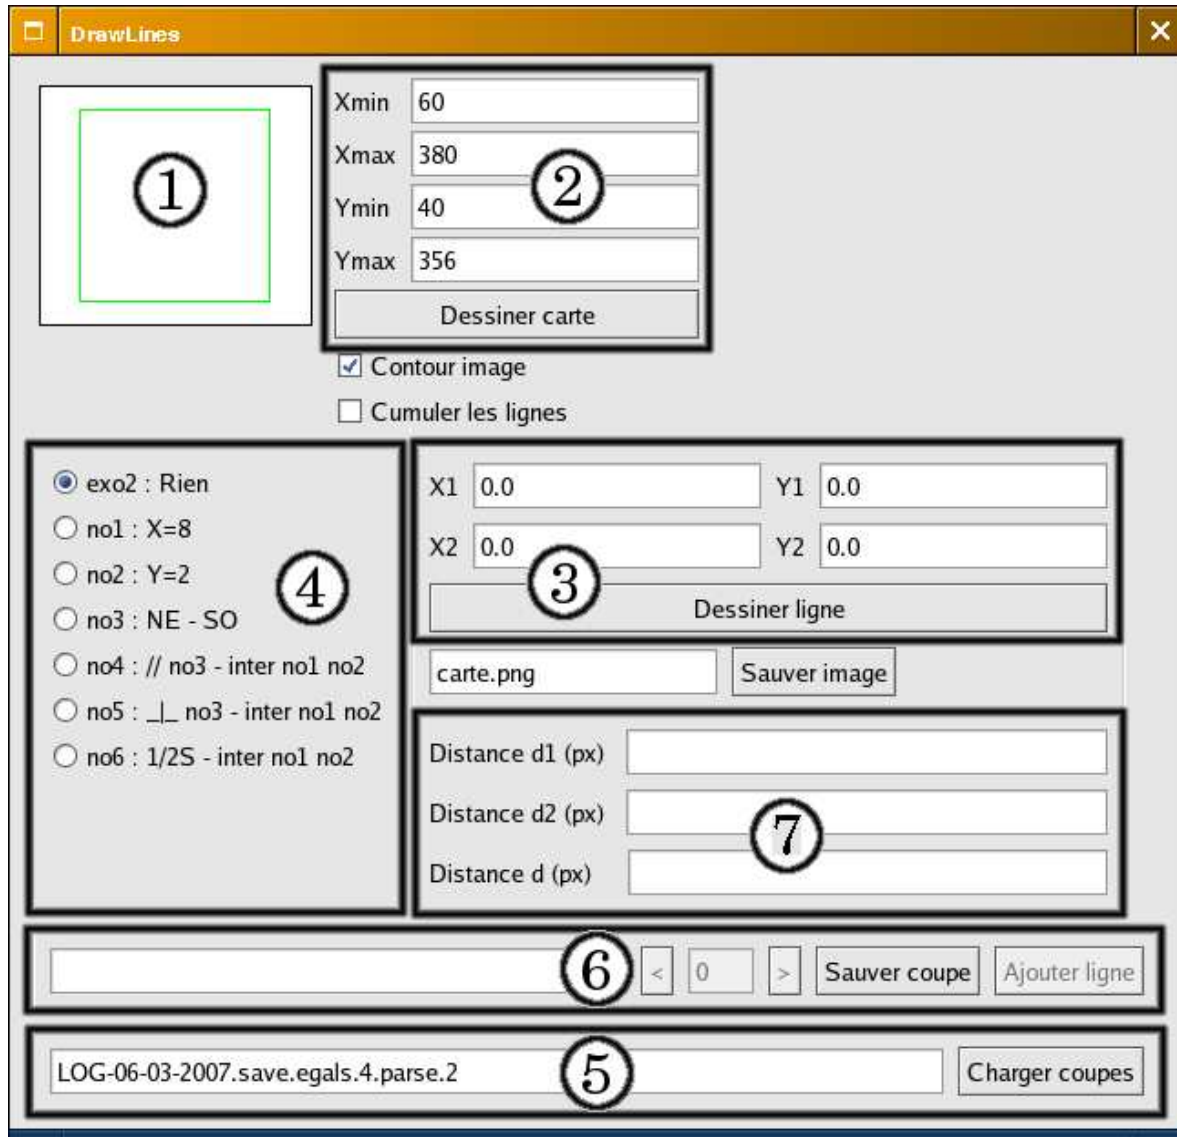 DrawLines
1
Xmin 60
Xmax 380
2
Ymin 40
Ymax 356
Dessiner carte
Contour image
Cumuler les lignes
exo2 : Rien
no1 : X=8
no2 : Y=2
4
no3 : NE - SO
no4 : // no3 - inter no1 no2
no5 : _|_ no3 - inter no1 no2
no6 : 1/2S - inter no1 no2
X1 0.0 Y1 0.0
X2 0.0 Y2 0.0
3
Dessiner ligne
carte.png Sauver image
Distance d1 (px)
Distance d2 (px)
7
Distance d (px)
6 < 0 > Sauver coupe Ajouter ligne
LOG-06-03-2007.save.egals.4.parse.2 5 Charger coupes